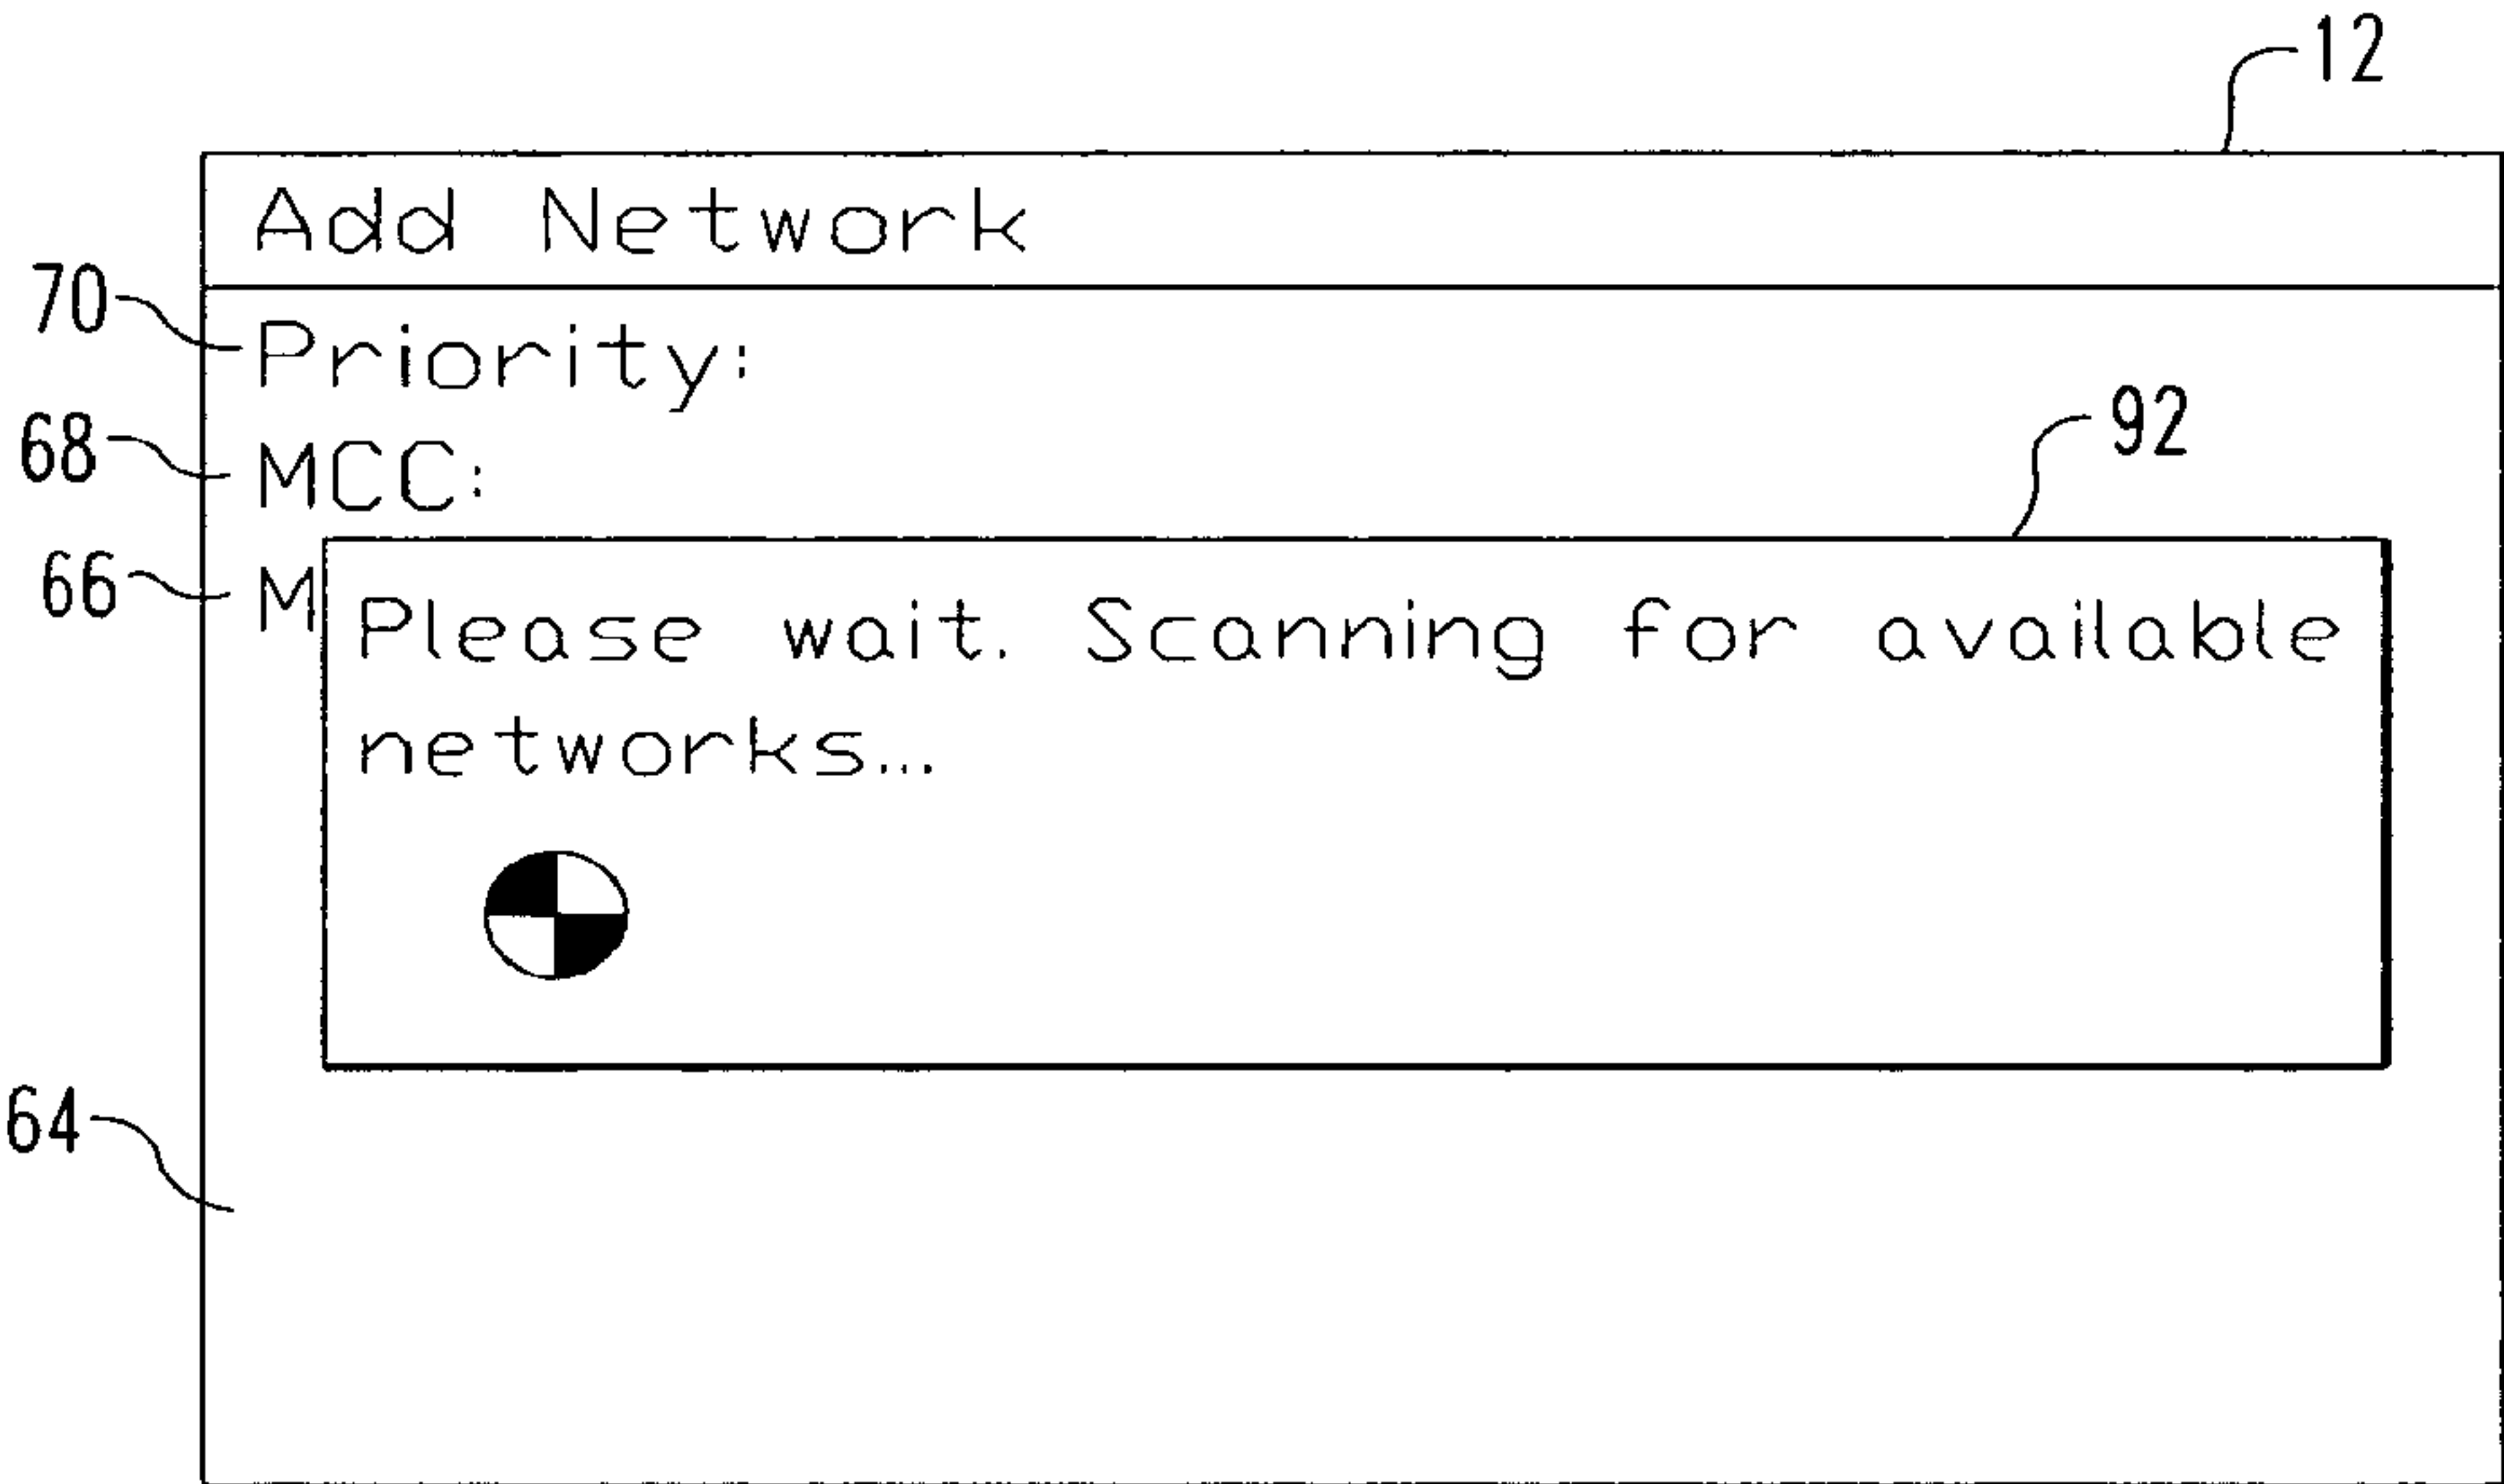 12
Add Network
70
Priority:
68
MCC:
92
66
M
Please wait. Scanning for available
networks...
64